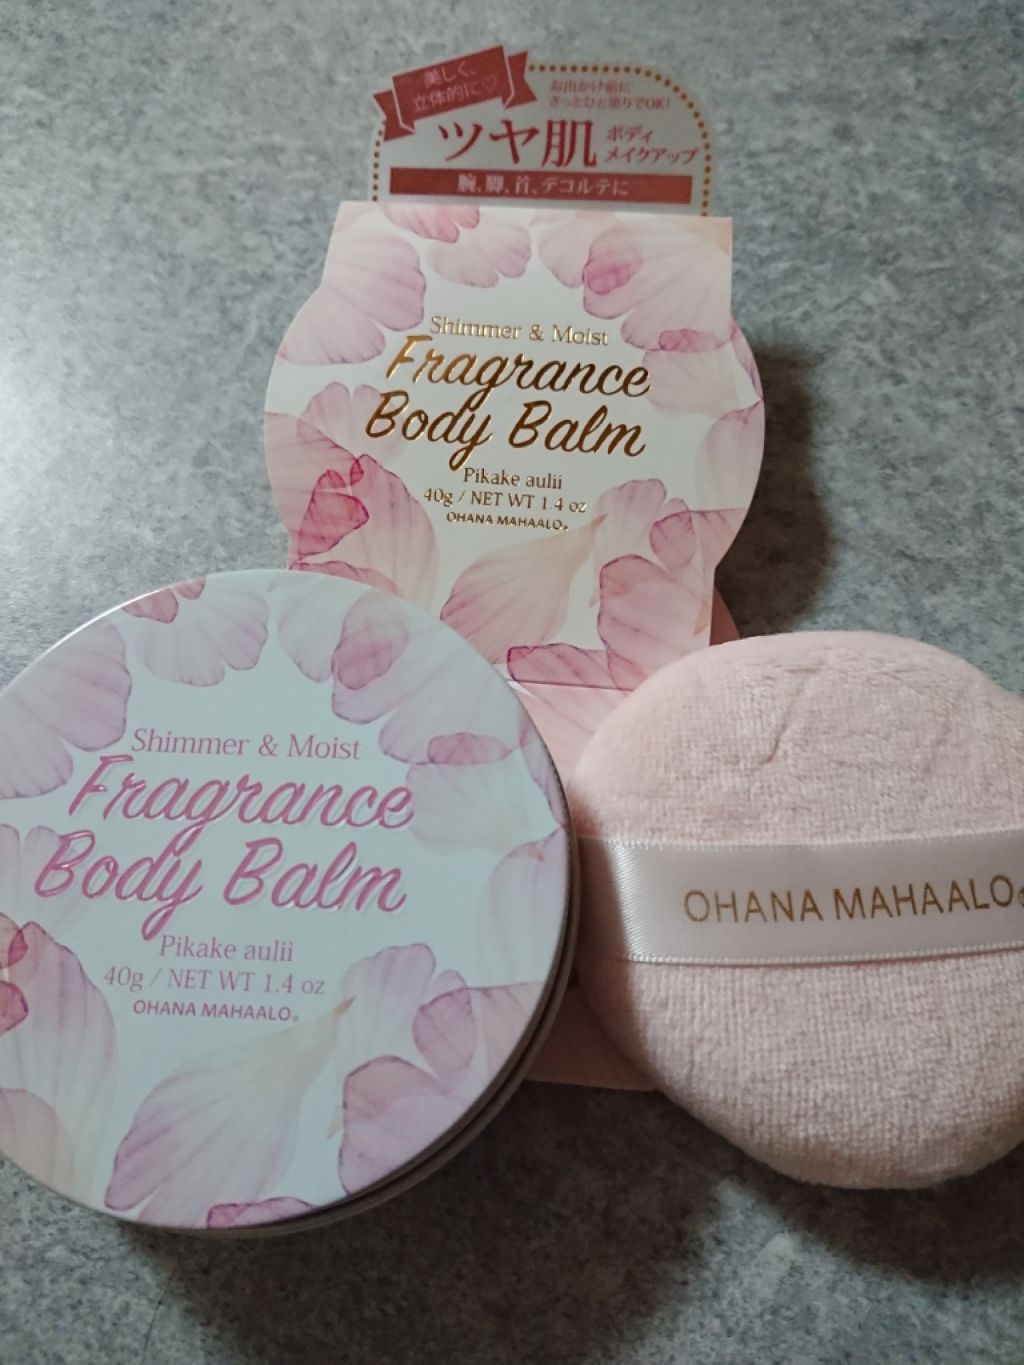 美しく、
立体的に♡
お出かけ前に
さっとひと塗りでOK!
ツヤ肌 ボディ
メイクアップ
腕、脚、首、デコルテに
Shimmer & Moist
Fragrance
Body Balm
Pikake aulii
40g / NET WT 1.4 oz
OHANA MAHAALO®
Shimmer & Moist
Fragrance
Body Balm
Pikake aulii
40g / NET WT 1.4 oz
OHANA MAHAALO®
OHANA MAHAALO®